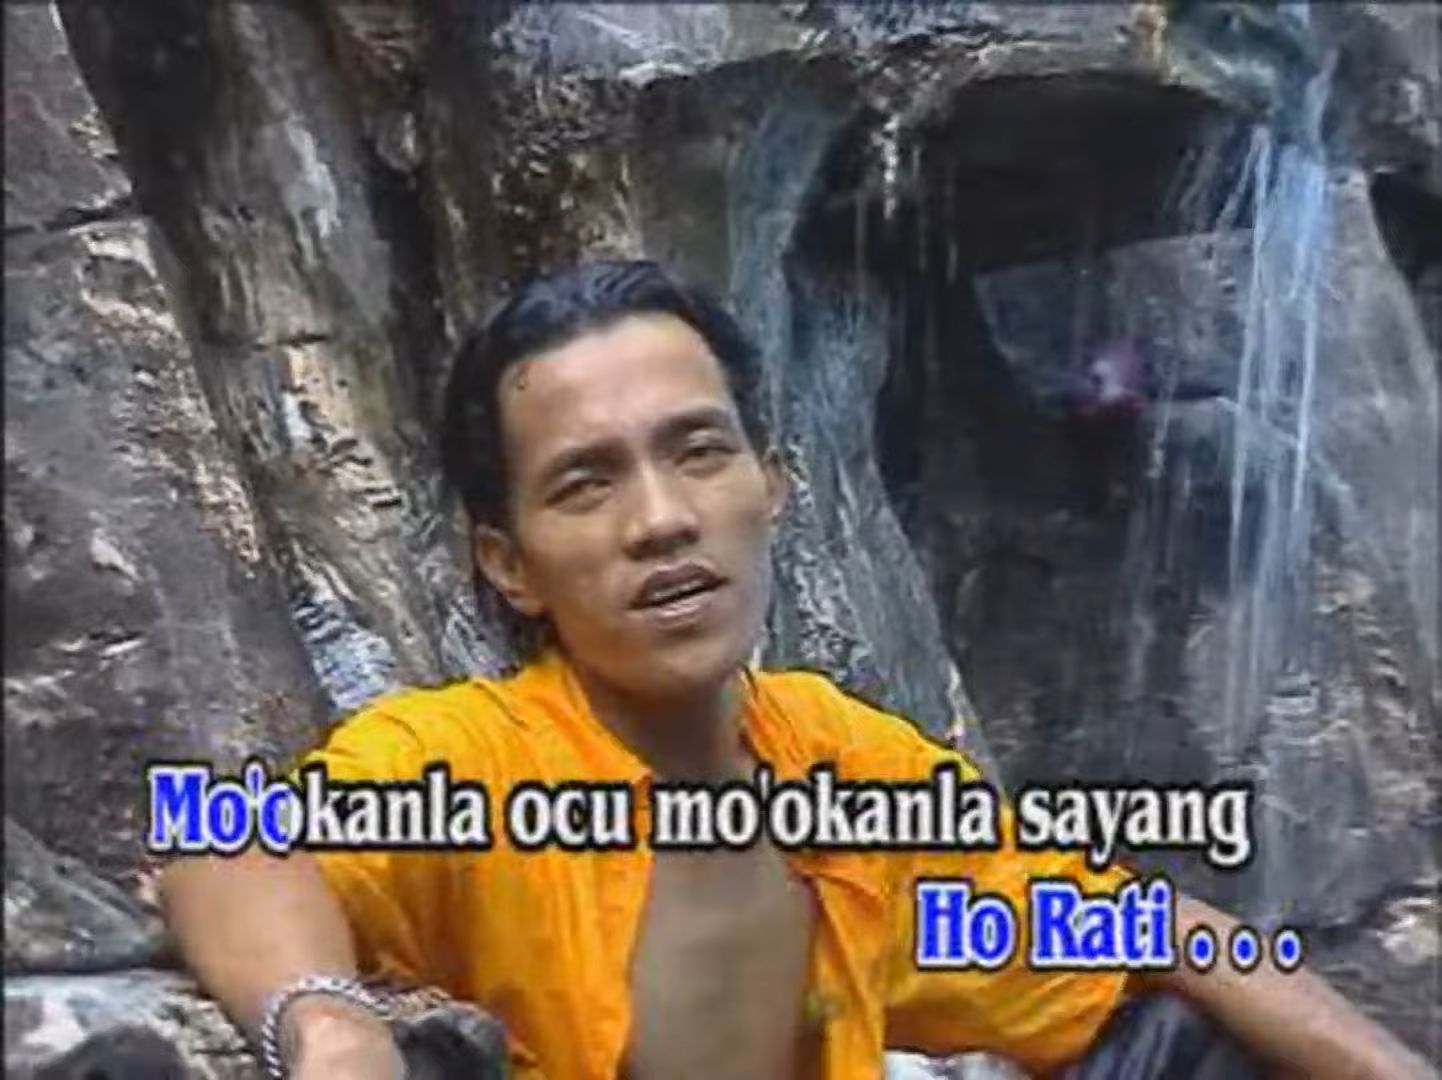 Mo'okanla ocu mo'okanla sayang
Ho Rati . . .